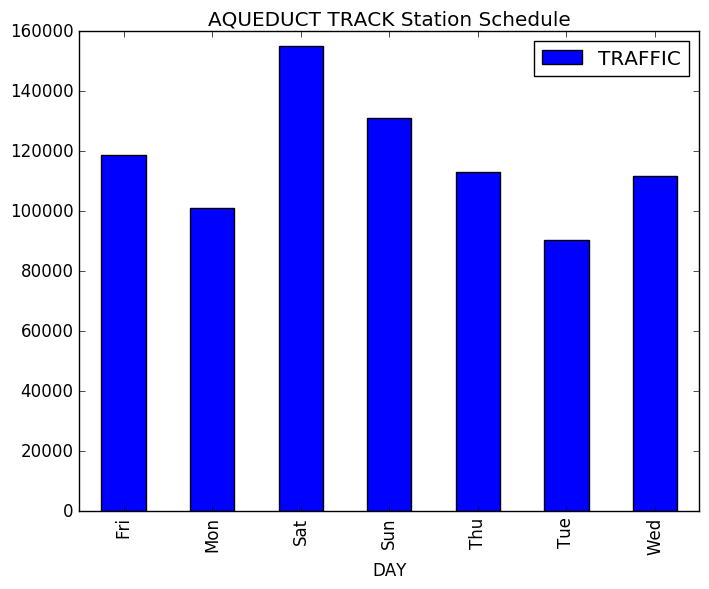 AQUEDUCT TRACK Station Schedule
160000
140000
120000
100000
80000
60000
40000
20000
0
TRAFFIC
Fri
Mon
Sat
Sun
Thu
Tue
Wed
DAY